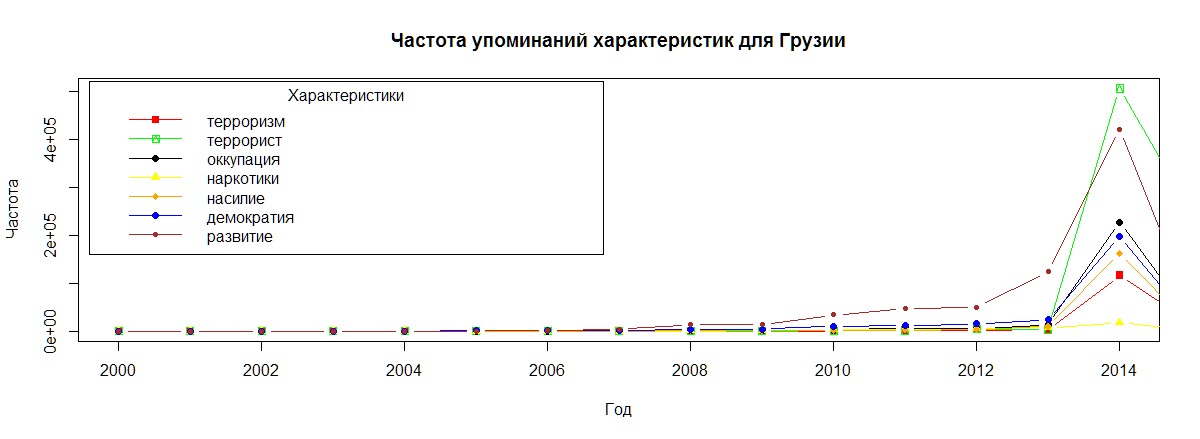 Частота упоминаний характеристик для Грузии
Характеристики
терроризм
террорист
оккупация
наркотики
насилие
демократия
развитие
Частота
4e+05
2e+05
0e+00
2000 2002 2004 2006 2008 2010 2012 2014
Год